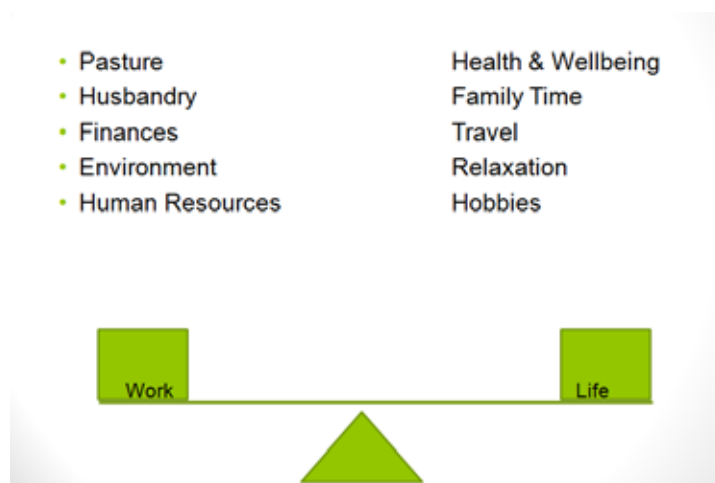 • Pasture
• Husbandry
• Finances
• Environment
• Human Resources
Health & Wellbeing
Family Time
Travel
Relaxation
Hobbies
Work
Life